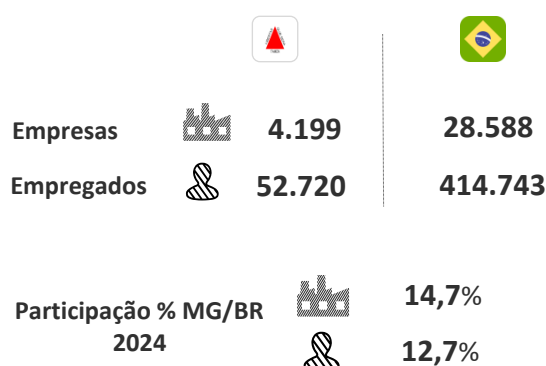 Empresas 4.199 28.588
Empregados 52.720 414.743
Participação % MG/BR 14,7%
2024 12,7%